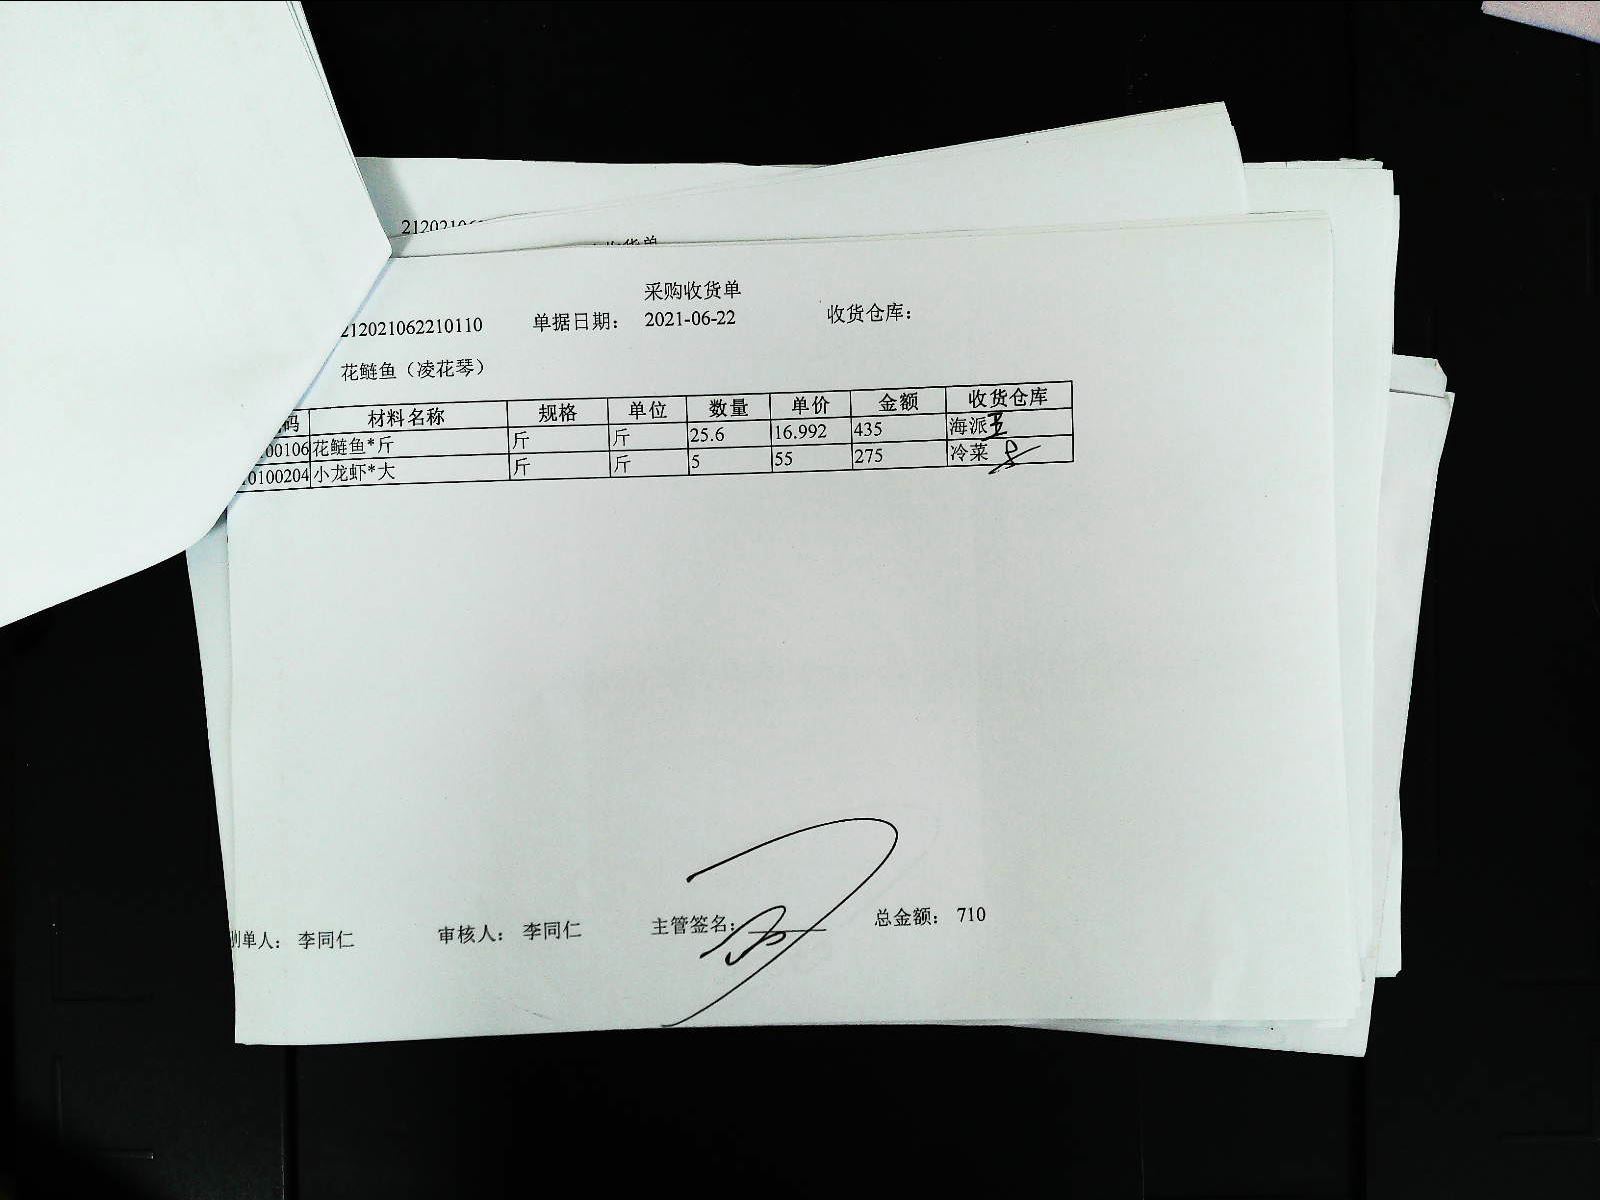 采购收货单
212021062210110 单据日期： 2021-06-22 收货仓库：
花鲢鱼（凌花琴）
码 材料名称 规格 单位 数量 单价 金额 收货仓库
00106 花鲢鱼*斤 斤 斤 25.6 16.992 435 海派
0100204 小龙虾*大 斤 斤 5 55 275 冷菜
制单人： 李同仁 审核人： 李同仁 主管签名： 总金额： 710